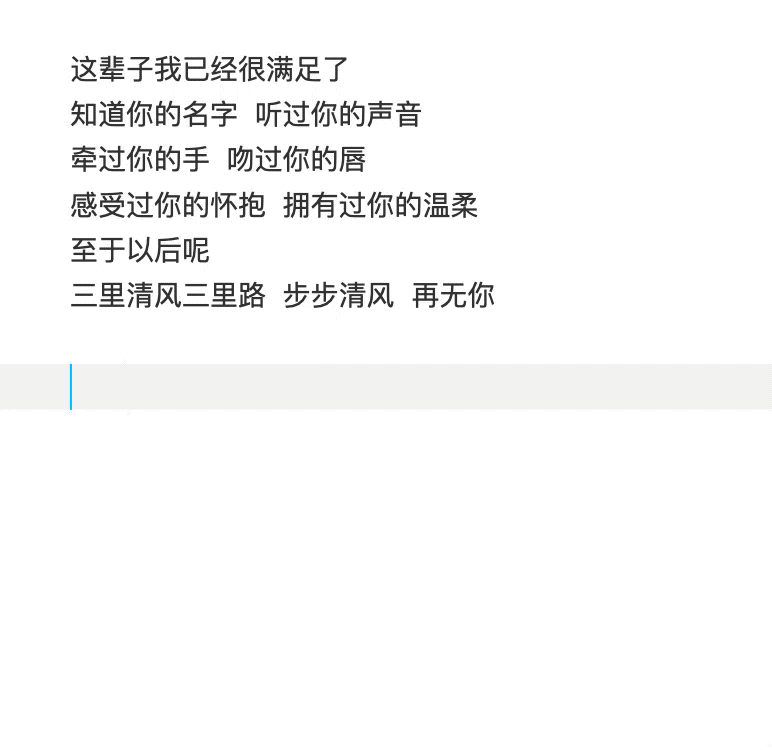 这辈子我已经很满足了
知道你的名字 听过你的声音
牵过你的手 吻过你的唇
感受过你的怀抱 拥有过你的温柔
至于以后呢
三里清风三里路 步步清风 再无你